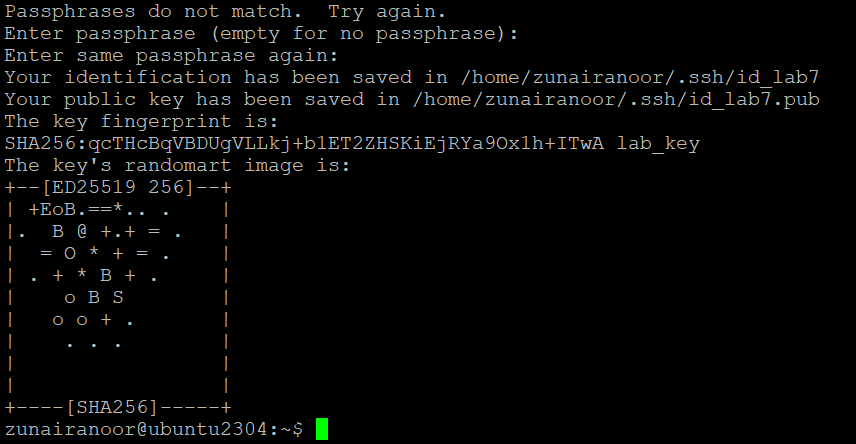 Passphrases do not match.  Try again.
Enter passphrase (empty for no passphrase):
Enter same passphrase again:
Your identification has been saved in /home/zunairanoor/.ssh/id_lab7
Your public key has been saved in /home/zunairanoor/.ssh/id_lab7.pub
The key fingerprint is:
SHA256:qcTHcBqVBDUgVLLkj+b1ET2ZHSKiEjRYa9Ox1h+ITwA lab_key
The key's randomart image is:
+--[ED25519 256]--+
| +EoB.==*.. .    |
|.  B @ +.+ = .   |
|  = O * + = .    |
| . + * B + .     |
|    o B S        |
|   o o + .       |
|    . . .        |
|                 |
|                 |
+----[SHA256]-----+
zunairanoor@ubuntu2304:~$